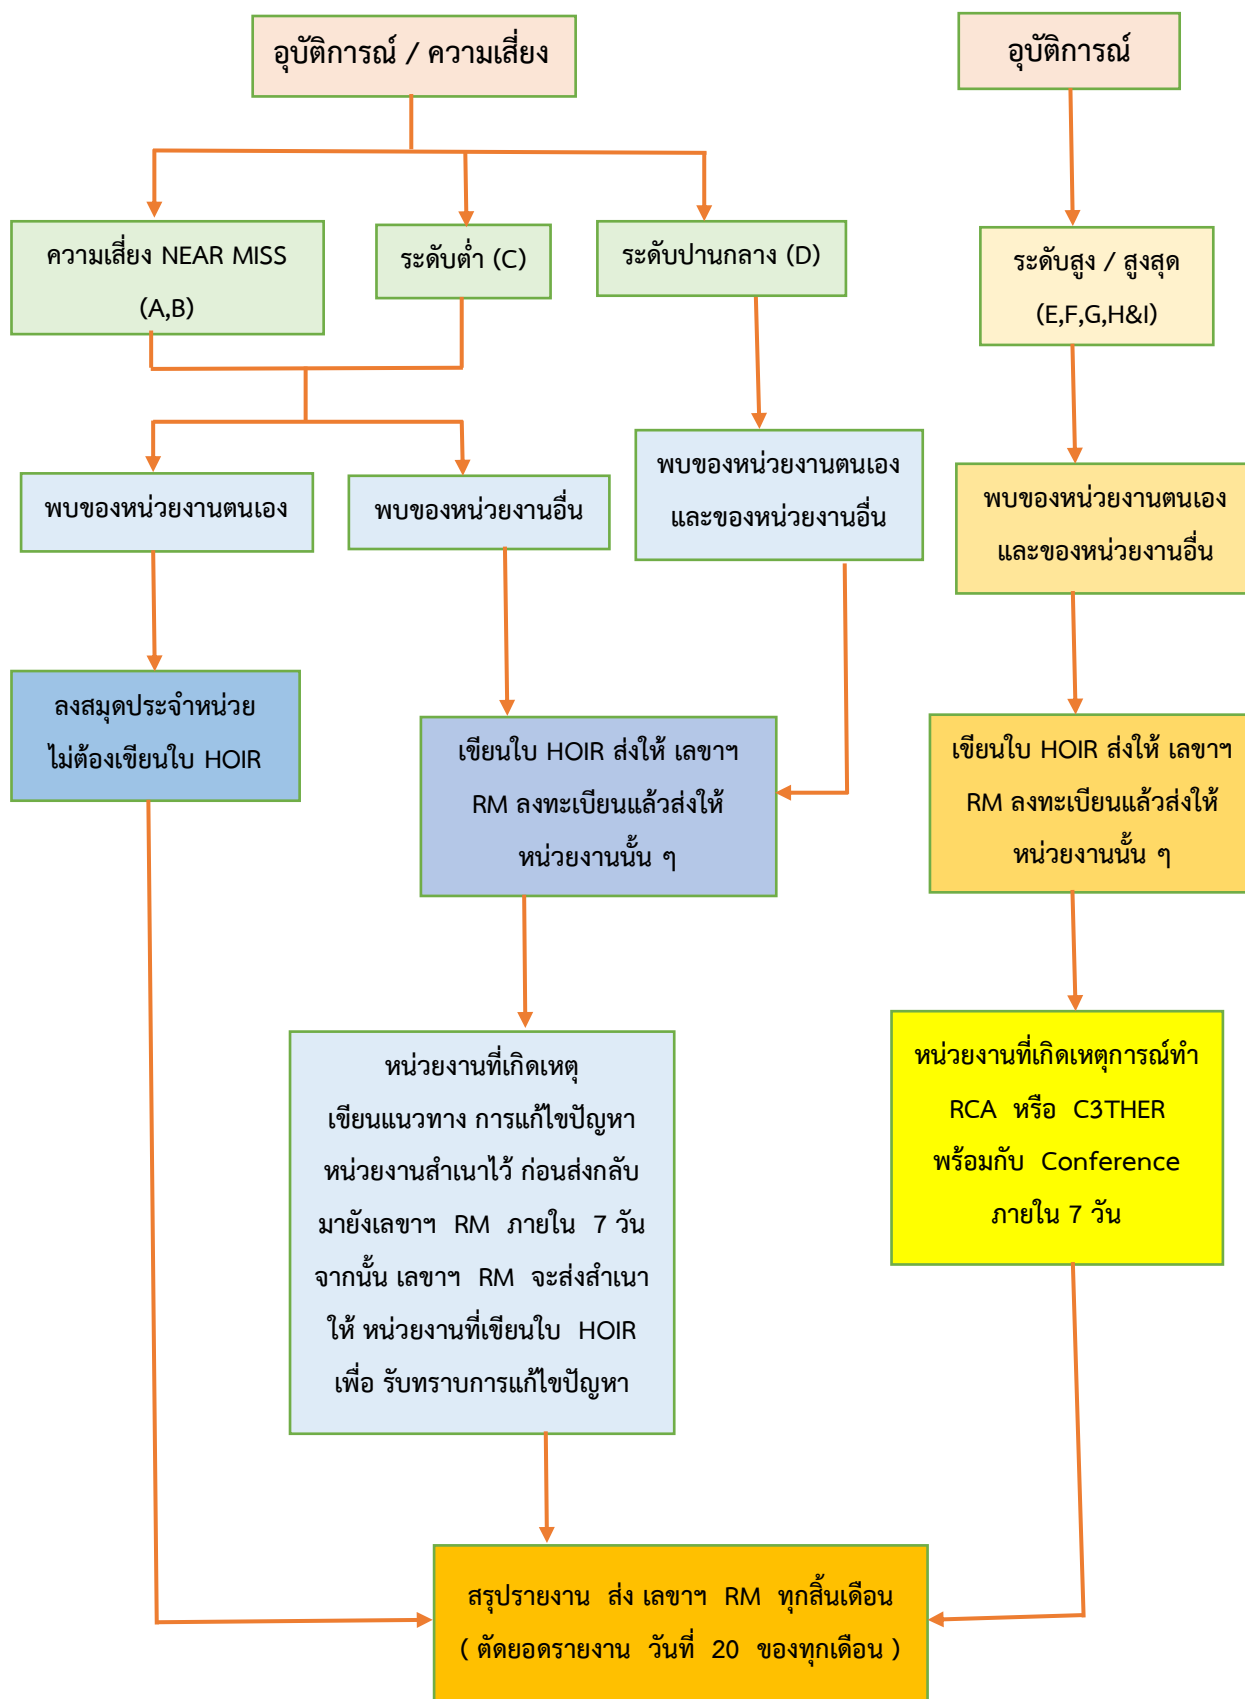 อุบัติการณ์ / ความเสี่ยง
อุบัติการณ์
ความเสี่ยง NEAR MISS
(A,B)
ระดับต่ำ (C)
ระดับปานกลาง (D)
ระดับสูง / สูงสุด
(E,F,G,H&I)
พบของหน่วยงานตนเอง
พบของหน่วยงานอื่น
พบของหน่วยงานตนเอง
และของหน่วยงานอื่น
พบของหน่วยงานตนเอง
และของหน่วยงานอื่น
ลงสมุดประจำหน่วย
ไม่ต้องเขียนใบ HOIR
เขียนใบ HOIR ส่งให้ เลขาฯ
RM ลงทะเบียนแล้วส่งให้
หน่วยงานนั้น ๆ
เขียนใบ HOIR ส่งให้ เลขาฯ
RM ลงทะเบียนแล้วส่งให้
หน่วยงานนั้น ๆ
หน่วยงานที่เกิดเหตุ
เขียนแนวทาง การแก้ไขปัญหา
หน่วยงานสำเนาไว้ ก่อนส่งกลับ
มายังเลขาฯ RM ภายใน 7 วัน
จากนั้น เลขาฯ RM จะส่งสำเนา
ให้ หน่วยงานที่เขียนใบ HOIR
เพื่อ รับทราบการแก้ไขปัญหา
หน่วยงานที่เกิดเหตุการณ์ทำ
RCA หรือ C3THER
พร้อมกับ Conference
ภายใน 7 วัน
สรุปรายงาน ส่ง เลขาฯ RM ทุกสิ้นเดือน
( ตัดยอดรายงาน วันที่ 20 ของทุกเดือน )